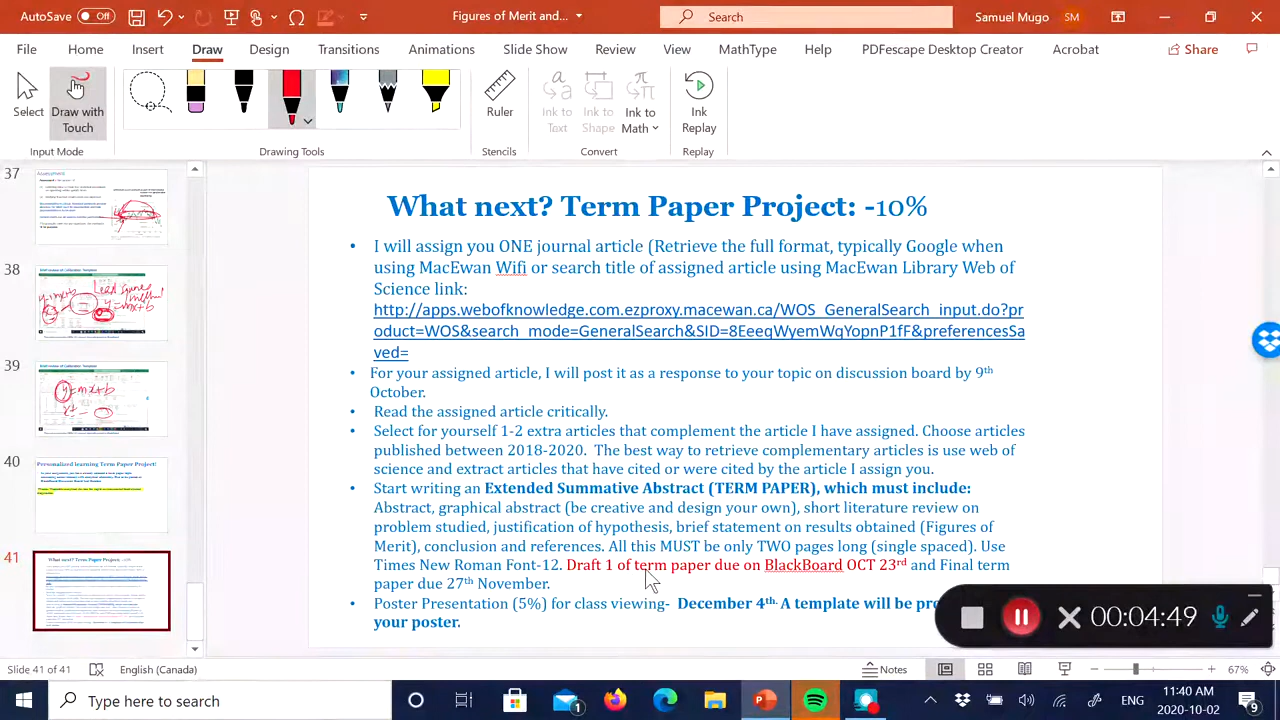 AutoSave Off
Figures of Merit and...
Search
Samuel Mugo SM
File Home Insert Draw Design Transitions Animations Slide Show Review View MathType Help PDFescape Desktop Creator Acrobat Share
Select
Draw with Touch
Ruler
Ink to Text
Ink to Shape
Ink to Math
Ink Replay
Input Mode
Drawing Tools
Stencils
Convert
Replay
37
38
y=mx+b
Least Squares
method
y=mx+b
39
y=mx+b
40
Personalized learning Term Paper Project!
41
What next? Term Paper Project: -10%
• I will assign you ONE journal article (Retrieve the full format, typically Google when
using MacEwan Wifi or search title of assigned article using MacEwan Library Web of
Science link:
http://apps.webofknowledge.com.ezproxy.macewan.ca/WOS_GeneralSearch_input.do?pr
oduct=WOS&search_mode=GeneralSearch&SID=8EeeqWyemWqYopnP1fF&preferencesSa
ved=
• For your assigned article, I will post it as a response to your topic on discussion board by 9th
October.
• Read the assigned article critically.
• Select for yourself 1-2 extra articles that complement the article I have assigned. Choose articles
published between 2018-2020. The best way to retrieve complementary articles is use web of
science and extract articles that have cited or were cited by the article I assign you.
• Start writing an Extended Summative Abstract (TERM PAPER), which must include:
Abstract, graphical abstract (be creative and design your own), short literature review on
problem studied, justification of hypothesis, brief statement on results obtained (Figures of
Merit), conclusion and references. All this MUST be only TWO pages long (single spaced), Use
Times New Roman Font-12. Draft 1 of term paper due on BlackBoard OCT 23rd and Final term
paper due 27th November.
• Poster Presentation (5%) for class viewing- December 4th. A template will be
your poster.
00:04:49
Slide 41 of 41 English (Canada) Notes 67%
Type here to search
1
ENG
11:40 AM
2020-10-02
9